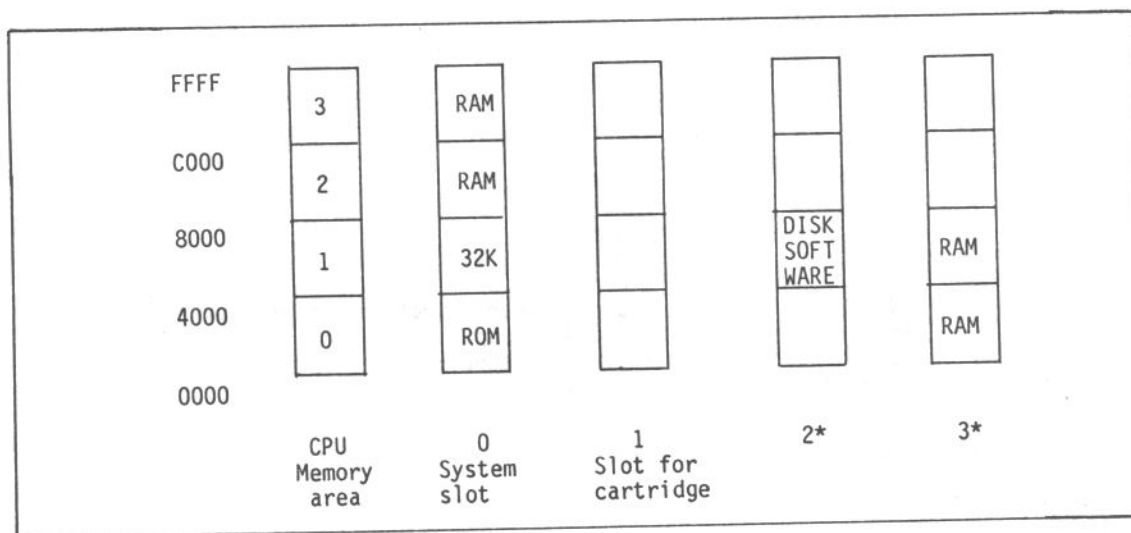 FFFF
3 RAM
C000
2 RAM
8000
1 32K DISK SOFT WARE RAM
4000
0 ROM RAM
0000
CPU Memory area
0 System slot
1 Slot for cartridge
2*
3*